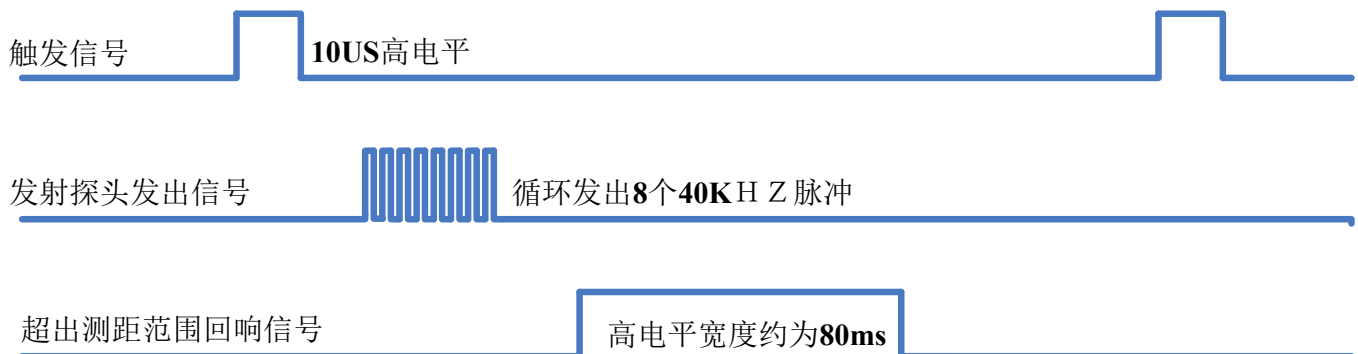 触发信号
10US高电平
发射探头发出信号
循环发出8个40KＨＺ脉冲
超出测距范围回响信号
高电平宽度约为80ms